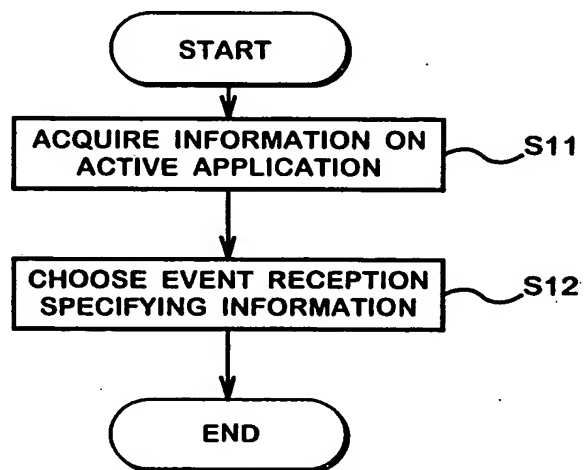 START
ACQUIRE INFORMATION ON
ACTIVE APPLICATION
S11
CHOOSE EVENT RECEPTION
SPECIFYING INFORMATION
S12
END